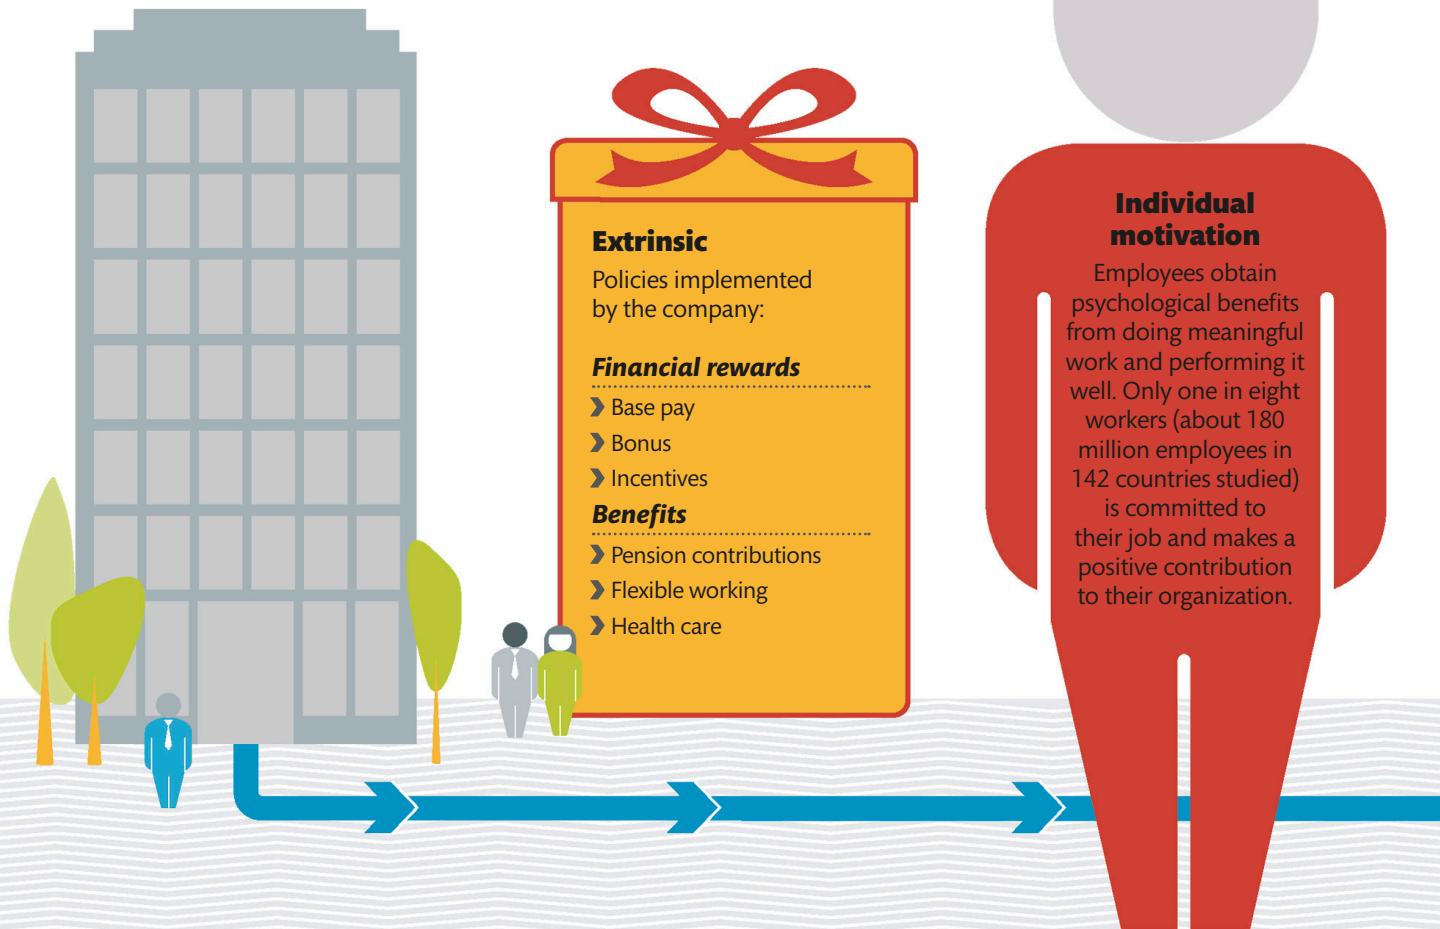 Extrinsic
Policies implemented
by the company:
Financial rewards
Base pay
Bonus
Incentives
Benefits
Pension contributions
Flexible working
Health care
Individual
motivation
Employees obtain
psychological benefits
from doing meaningful
work and performing it
well. Only one in eight
workers (about 180
million employees in
142 countries studied)
is committed to
their job and makes a
positive contribution
to their organization.